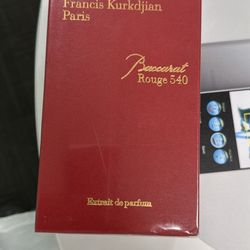 Francis Kurkdjian
Paris
Baccarat
Rouge 540
Extrait de parfum